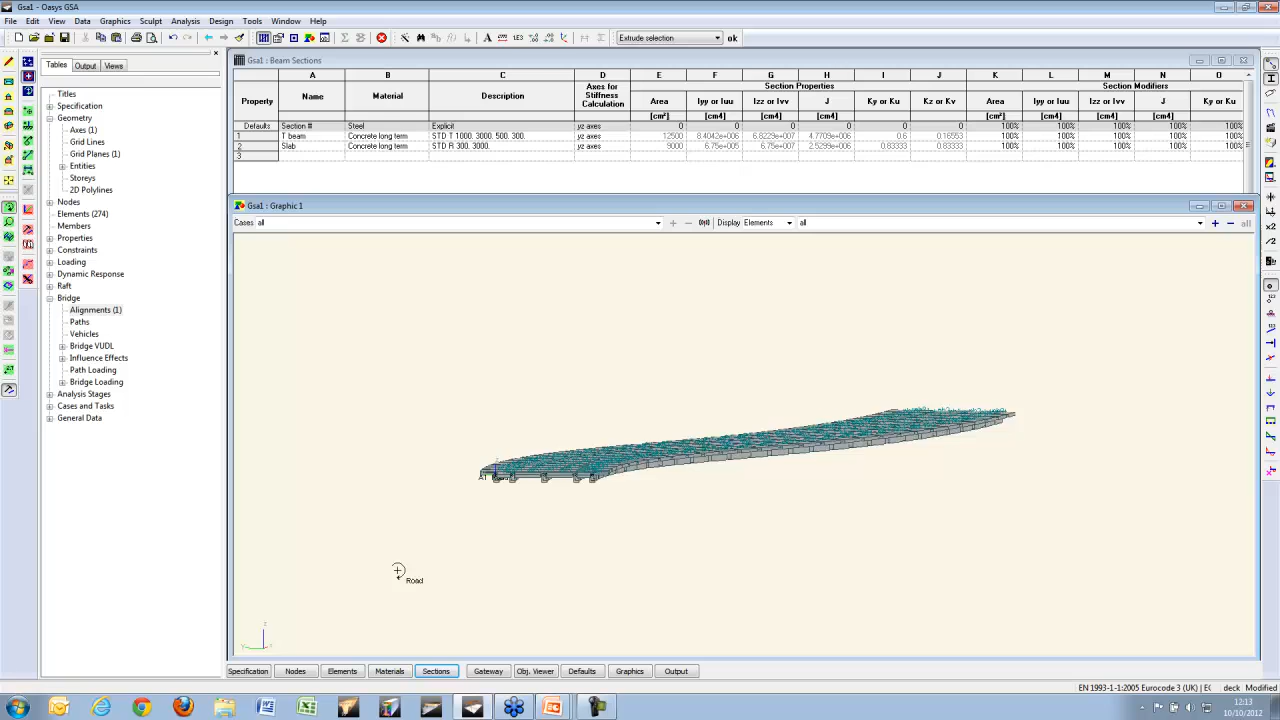 Gsa1 - Oasys GSA
File Edit View Data Graphics Sculpt Analysis Design Tools Window Help
Extrude selection ok
Tables Output Views
Titles
Specification
Geometry
Axes (1)
Grid Lines
Grid Planes (1)
Entities
Storeys
2D Polylines
Nodes
Elements (274)
Members
Properties
Constraints
Loading
Dynamic Response
Raft
Bridge
Alignments (1)
Paths
Vehicles
Bridge VUDL
Influence Effects
Path Loading
Bridge Loading
Analysis Stages
Cases and Tasks
General Data
Gsa1 : Beam Sections
A B C D E F G H I J K L M N O
Property Name Material Description Axes for Stiffness Calculation Section Properties Section Modifiers
Area Iyy or Iuu Izz or Ivv J Ky or Ku Kz or Kv Area Iyy or Iuu Izz or Ivv J Ky or Ku
[cm²] [cm4] [cm4] [cm4] [cm²] [cm4] [cm4] [cm4]
Defaults Section # Steel Explicit yz axes 0 0 0 0 0 0 100% 100% 100% 100% 100%
1 T beam Concrete long term STD T 1000. 3000. 500. 300. yz axes 12500 8.4042e+006 6.8229e+007 4.7709e+006 0.6 0.16553 100% 100% 100% 100% 100%
2 Slab Concrete long term STD R 300. 3000. yz axes 9000 0.83333 0.83333 100% 100% 100% 100% 100%
3
Gsa1 : Graphic 1
Cases all Display Elements all
Road
z
Specification Nodes Elements Materials Sections Gateway Obj. Viewer Defaults Graphics Output
EN 1993-1-1:2005 Eurocode 3 (UK) | EC deck Modified
12:13
10/10/2012